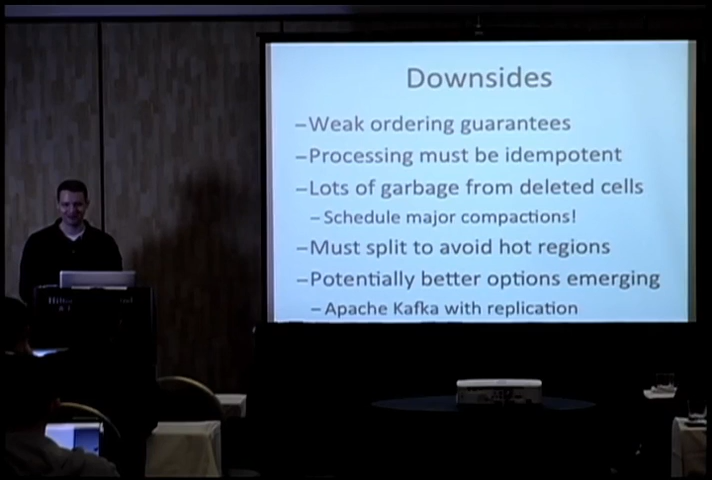 Downsides
–Weak ordering guarantees
–Processing must be idempotent
–Lots of garbage from deleted cells
–Schedule major compactions!
–Must split to avoid hot regions
–Potentially better options emerging
–Apache Kafka with replication